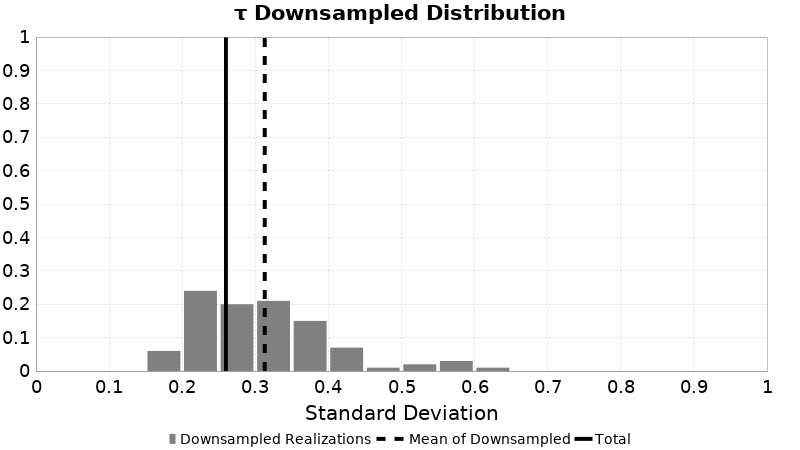 τ Downsampled Distribution
1
0.9
0.8
0.7
0.6
0.5
0.4
0.3
0.2
0.1
0
0 0.1 0.2 0.3 0.4 0.5 0.6 0.7 0.8 0.9 1
Standard Deviation
Downsampled Realizations Mean of Downsampled Total